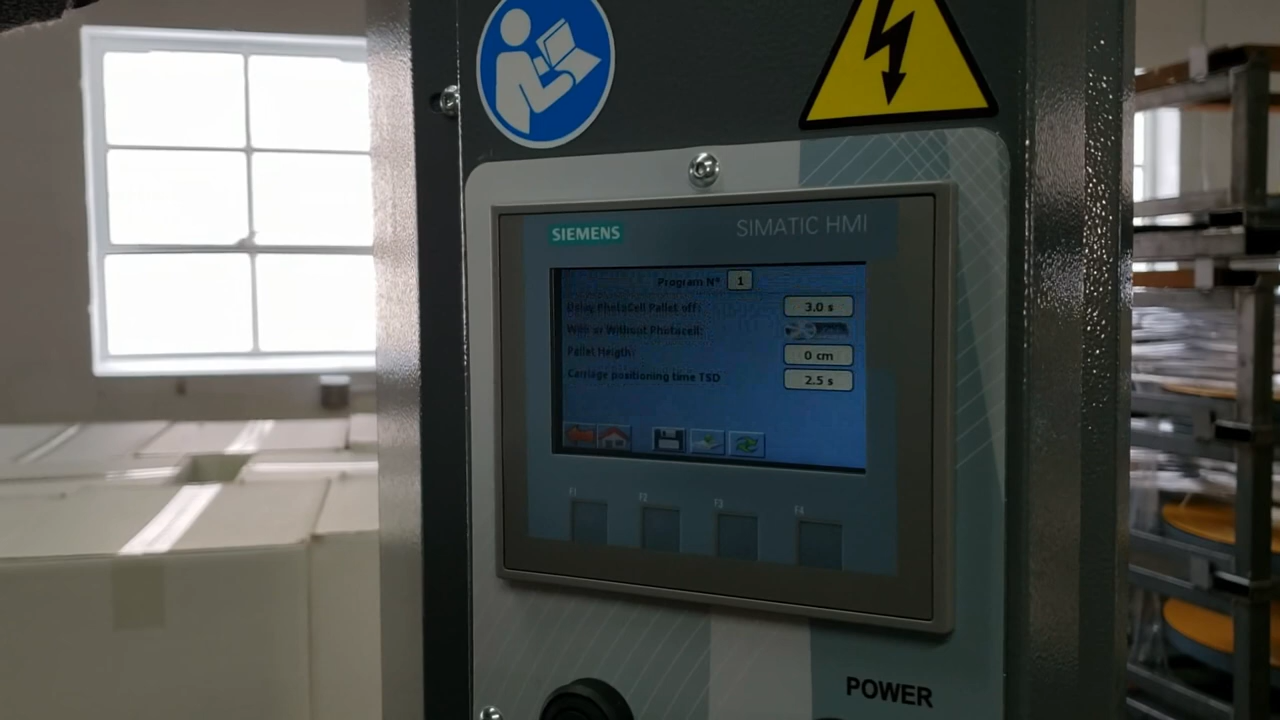 SIEMENS
SIMATIC HMI
Program N° 1
Delay PhotoCell Pallet off: 3.0 s
With or Without Photocell:
Pallet Heigth: 0 cm
Carriage positioning time TSD 2.5 s
F1 F2 F3 F4
POWER